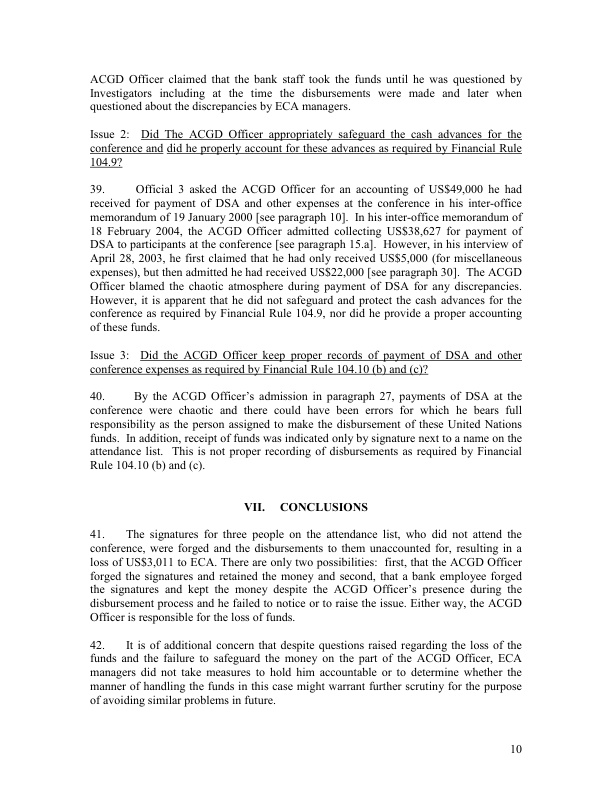 ACGD Officer claimed that the bank staff took the funds until he was questioned by
Investigators including at the time the disbursements were made and later when
questioned about the discrepancies by ECA managers.
Issue 2: Did The ACGD Officer appropriately safeguard the cash advances for the
conference and did he properly account for these advances as required by Financial Rule
104.9?
39. Official 3 asked the ACGD Officer for an accounting of US$49,000 he had
received for payment of DSA and other expenses at the conference in his inter-office
memorandum of 19 January 2000 [see paragraph 10]. In his inter-office memorandum of
18 February 2004, the ACGD Officer admitted collecting US$38,627 for payment of
DSA to participants at the conference [see paragraph 15.a]. However, in his interview of
April 28, 2003, he first claimed that he had only received US$5,000 (for miscellaneous
expenses), but then admitted he had received US$22,000 [see paragraph 30]. The ACGD
Officer blamed the chaotic atmosphere during payment of DSA for any discrepancies.
However, it is apparent that he did not safeguard and protect the cash advances for the
conference as required by Financial Rule 104.9, nor did he provide a proper accounting
of these funds.
Issue 3: Did the ACGD Officer keep proper records of payment of DSA and other
conference expenses as required by Financial Rule 104.10 (b) and (c)?
40. By the ACGD Officer's admission in paragraph 27, payments of DSA at the
conference were chaotic and there could have been errors for which he bears full
responsibility as the person assigned to make the disbursement of these United Nations
funds. In addition, receipt of funds was indicated only by signature next to a name on the
attendance list. This is not proper recording of disbursements as required by Financial
Rule 104.10 (b) and (c).
VII. CONCLUSIONS
41. The signatures for three people on the attendance list, who did not attend the
conference, were forged and the disbursements to them unaccounted for, resulting in a
loss of US$3,011 to ECA. There are only two possibilities: first, that the ACGD Officer
forged the signatures and retained the money and second, that a bank employee forged
the signatures and kept the money despite the ACGD Officer's presence during the
disbursement process and he failed to notice or to raise the issue. Either way, the ACGD
Officer is responsible for the loss of funds.
42. It is of additional concern that despite questions raised regarding the loss of the
funds and the failure to safeguard the money on the part of the ACGD Officer, ECA
managers did not take measures to hold him accountable or to determine whether the
manner of handling the funds in this case might warrant further scrutiny for the purpose
of avoiding similar problems in future.
10